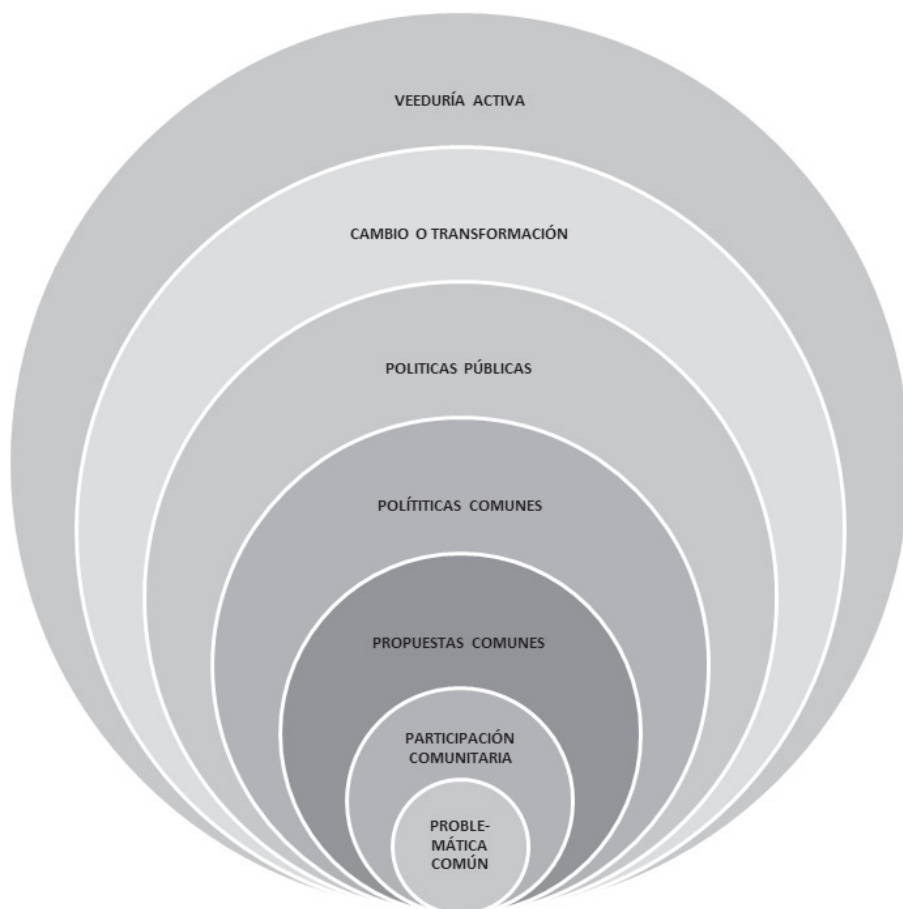 VEEDURÍA ACTIVA
CAMBIO O TRANSFORMACIÓN
POLITICAS PÚBLICAS
POLÍTITICAS COMUNES
PROPUESTAS COMUNES
PARTICIPACIÓN
COMUNITARIA
PROBLE-
MÁTICA
COMÚN